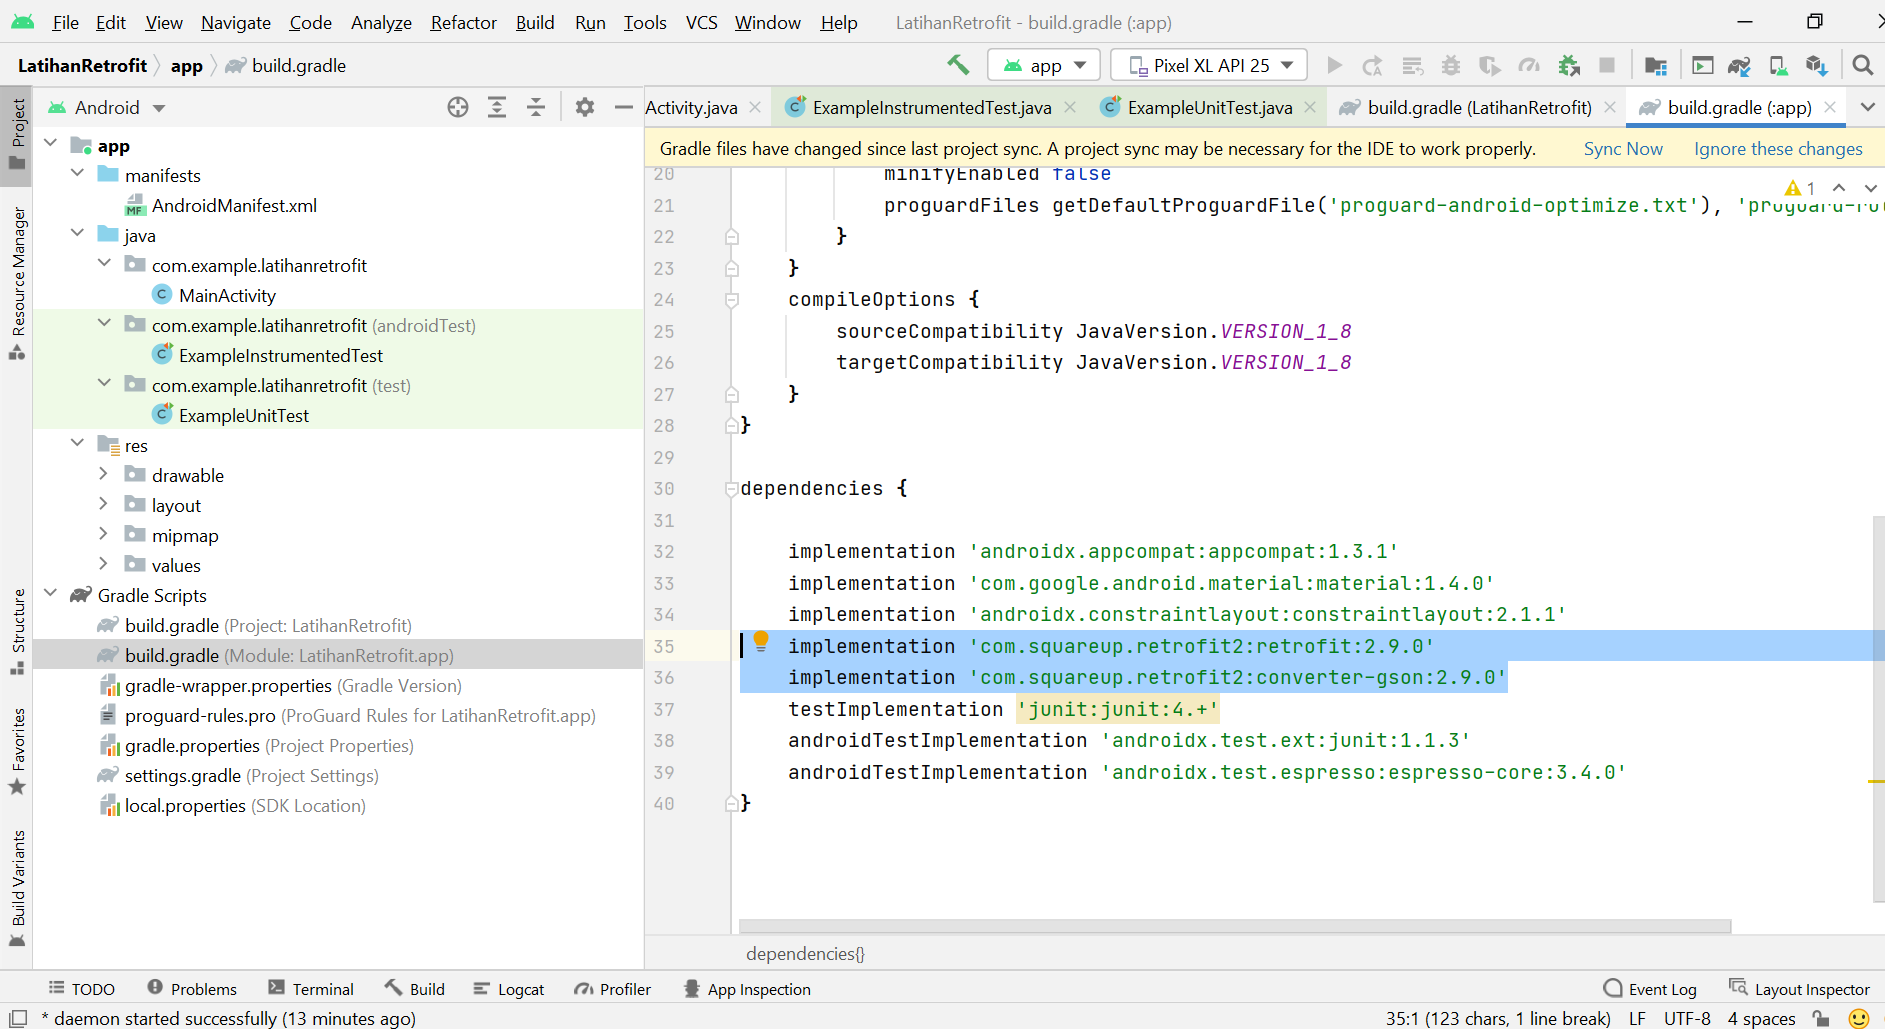 File Edit View Navigate Code Analyze Refactor Build Run Tools VCS Window Help LatihanRetrofit - build.gradle (:app)
LatihanRetrofit app build.gradle app Pixel XL API 25
Android
Activity.java ExampleInstrumentedTest.java ExampleUnitTest.java build.gradle (LatihanRetrofit) build.gradle (:app)
Gradle files have changed since last project sync. A project sync may be necessary for the IDE to work properly. Sync Now Ignore these changes
Project
Resource Manager
Structure
Favorites
Build Variants
app
manifests
MF AndroidManifest.xml
java
com.example.latihanretrofit
C MainActivity
com.example.latihanretrofit (androidTest)
C ExampleInstrumentedTest
com.example.latihanretrofit (test)
C ExampleUnitTest
res
drawable
layout
mipmap
values
Gradle Scripts
build.gradle (Project: LatihanRetrofit)
build.gradle (Module: LatihanRetrofit.app)
gradle-wrapper.properties (Gradle Version)
proguard-rules.pro (ProGuard Rules for LatihanRetrofit.app)
gradle.properties (Project Properties)
settings.gradle (Project Settings)
local.properties (SDK Location)
1
20 minifyEnabled false
21 proguardFiles getDefaultProguardFile('proguard-android-optimize.txt'), 'proguard-ru
22 }
23 }
24 compileOptions {
25 sourceCompatibility JavaVersion.VERSION_1_8
26 targetCompatibility JavaVersion.VERSION_1_8
27 }
28 }
29
30 dependencies {
31
32 implementation 'androidx.appcompat:appcompat:1.3.1'
33 implementation 'com.google.android.material:material:1.4.0'
34 implementation 'androidx.constraintlayout:constraintlayout:2.1.1'
35 implementation 'com.squareup.retrofit2:retrofit:2.9.0'
36 implementation 'com.squareup.retrofit2:converter-gson:2.9.0'
37 testImplementation 'junit:junit:4.+'
38 androidTestImplementation 'androidx.test.ext:junit:1.1.3'
39 androidTestImplementation 'androidx.test.espresso:espresso-core:3.4.0'
40 }
dependencies{}
TODO Problems Terminal Build Logcat Profiler App Inspection Event Log Layout Inspector
* daemon started successfully (13 minutes ago) 35:1 (123 chars, 1 line break) LF UTF-8 4 spaces